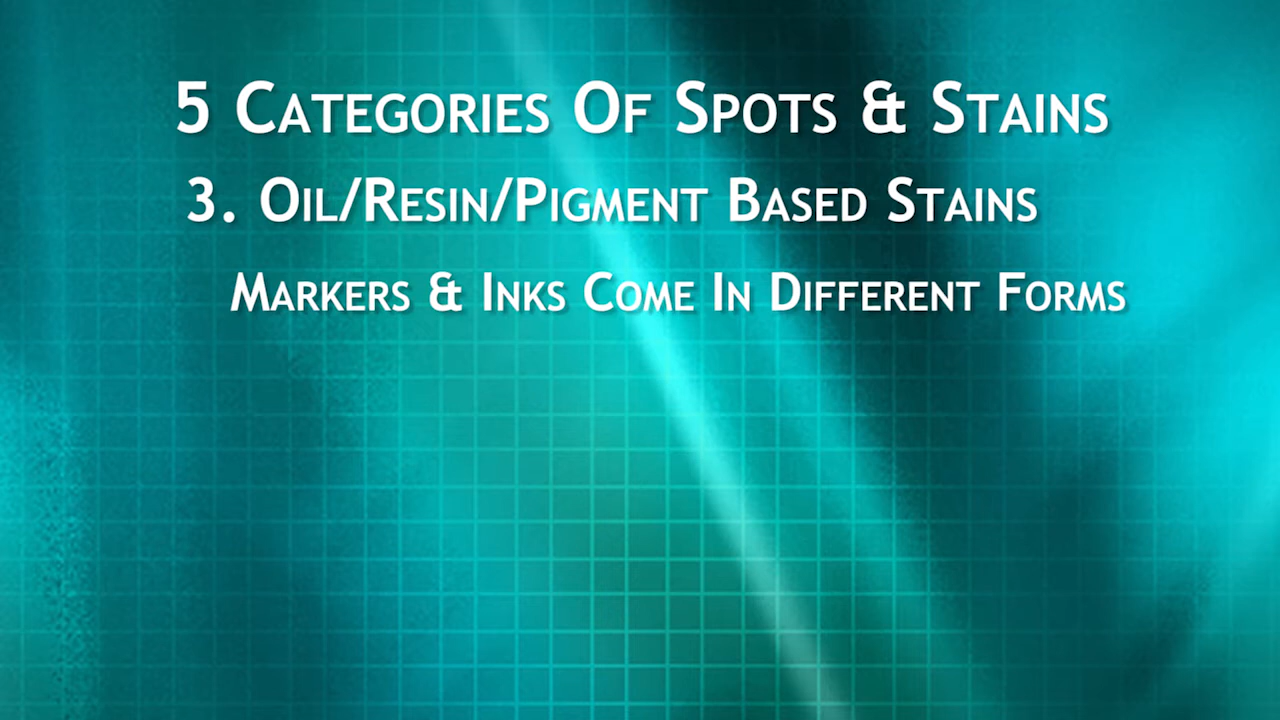 5 Categories Of Spots & Stains
3. Oil/Resin/Pigment Based Stains
Markers & Inks Come In Different Forms